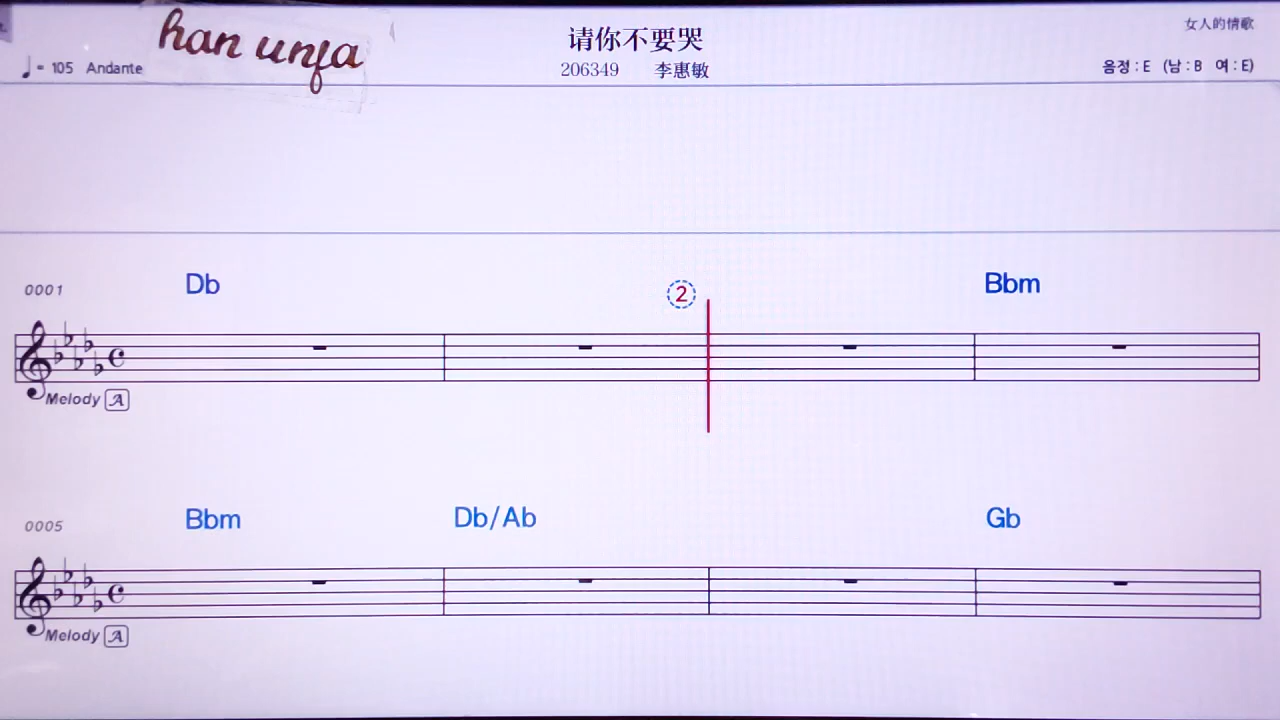 han unfa
请你不要哭
女人的情歌
♩ = 105 Andante
206349 李惠敏
음정 : E (남 : B 여 : E)
Db
2
Bbm
0001
Melody A
Bbm
Db/Ab
Gb
0005
Melody A